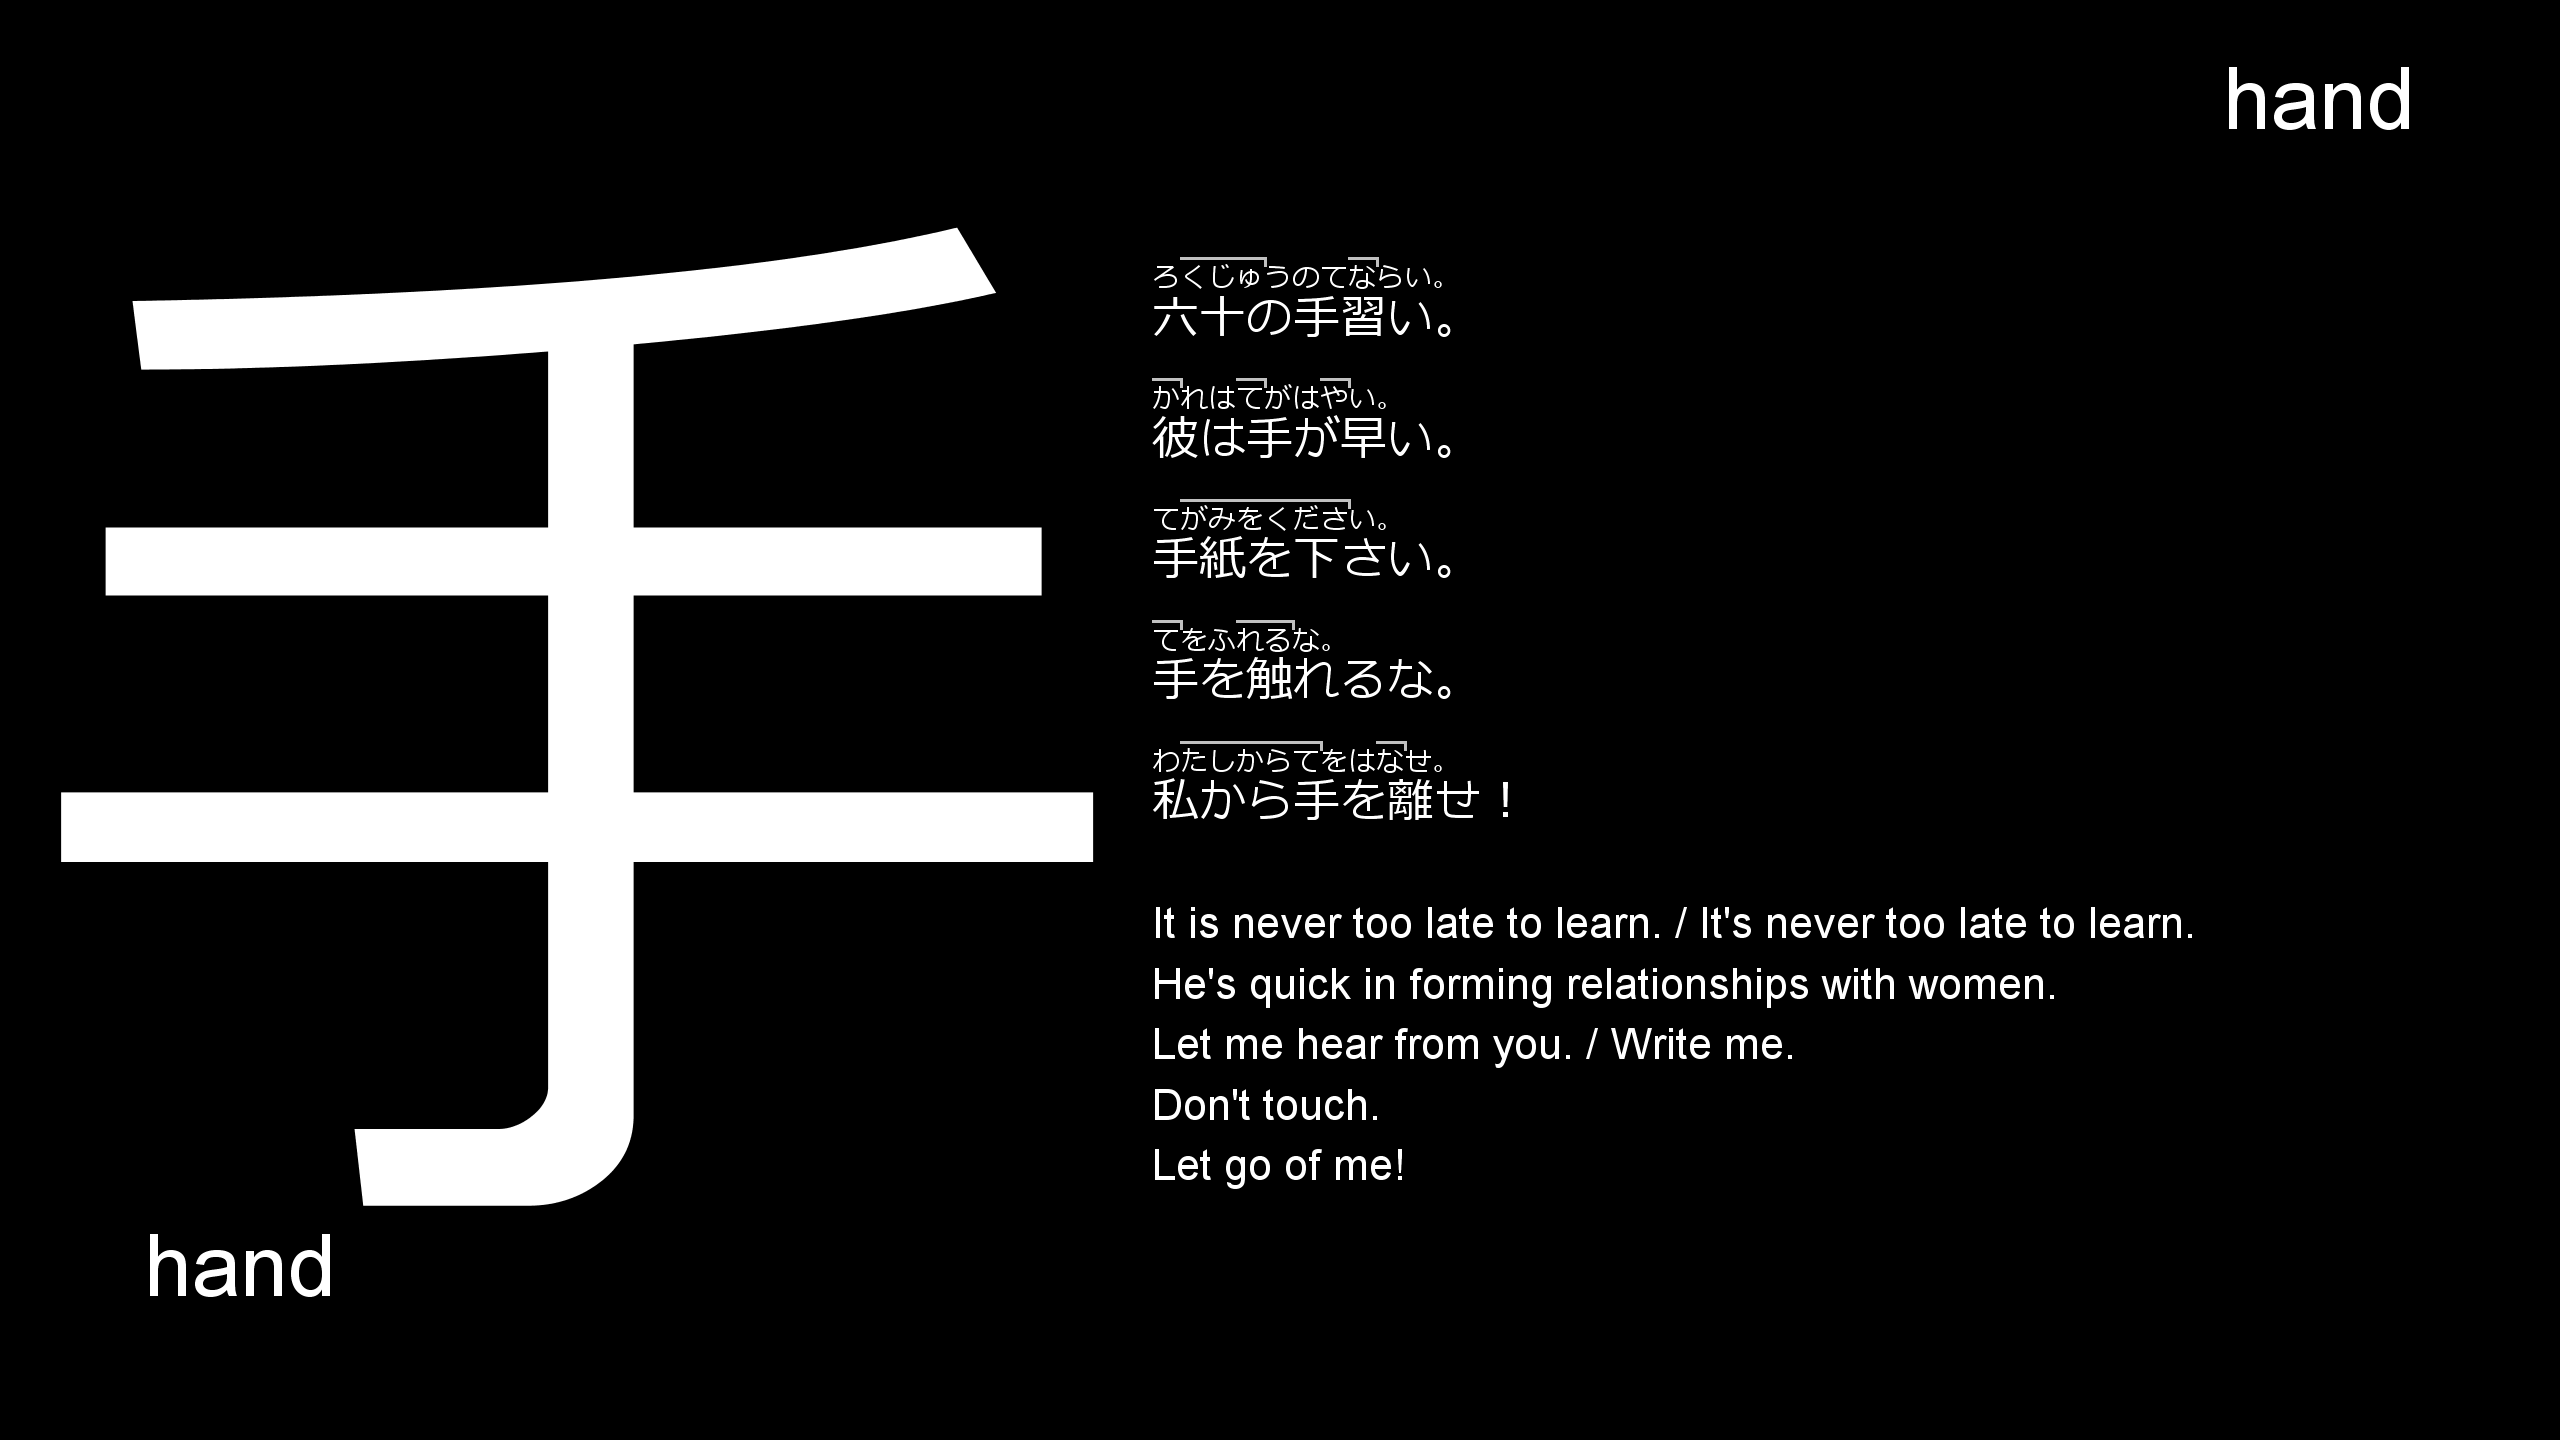 hand
手
ろくじゅうのてならい。
六十の手習い。
かれはてがはやい。
彼は手が早い。
てがみをください。
手紙を下さい。
てをふれるな。
手を触れるな。
わたしからてをはなせ。
私から手を離せ！
It is never too late to learn. / It's never too late to learn.
He's quick in forming relationships with women.
Let me hear from you. / Write me.
Don't touch.
Let go of me!
hand